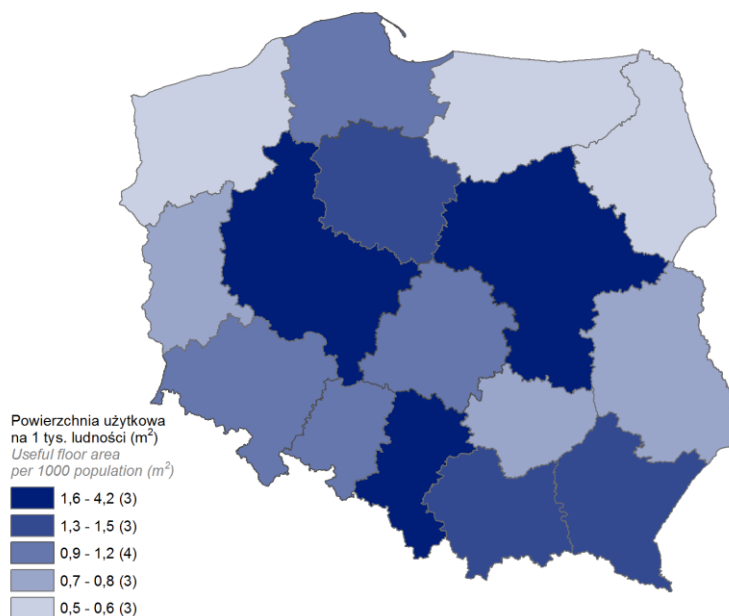 Powierzchnia użytkowa
na 1 tys. ludności (m²)
Useful floor area
per 1000 population (m²)
1,6 - 4,2 (3)
1,3 - 1,5 (3)
0,9 - 1,2 (4)
0,7 - 0,8 (3)
0,5 - 0,6 (3)